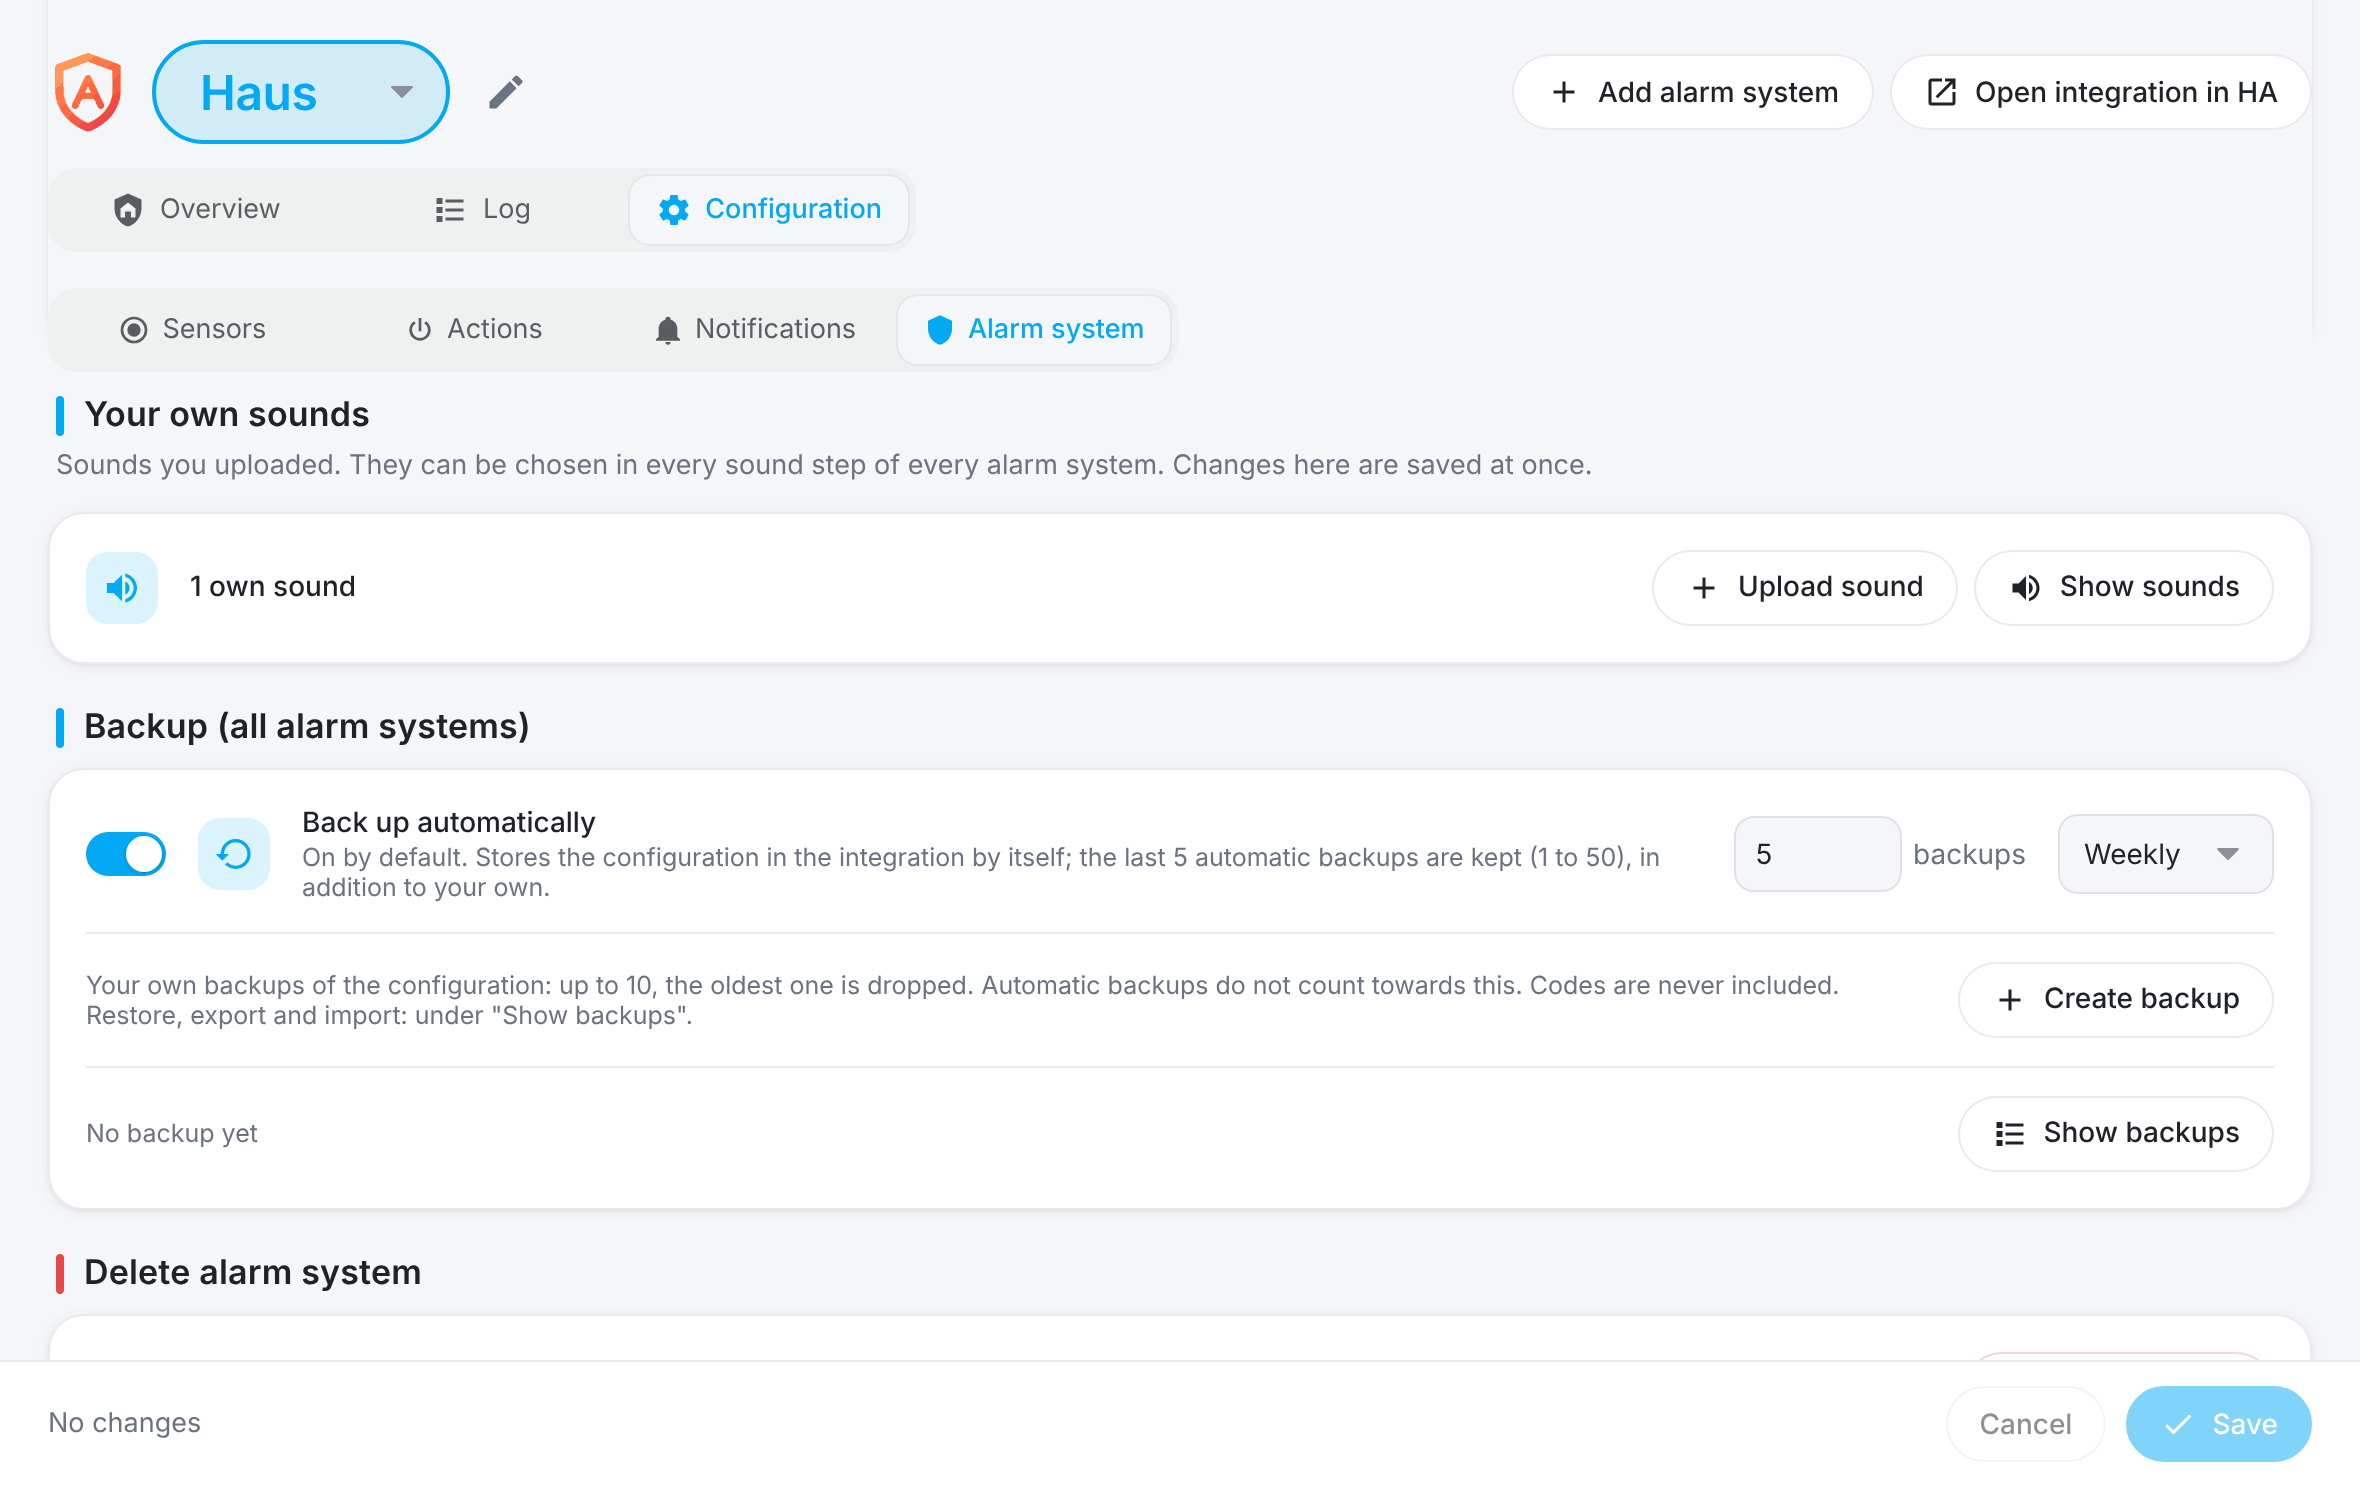 Haus
Add alarm system
Open integration in HA
Overview
Log
Configuration
Sensors
Actions
Notifications
Alarm system
Your own sounds
Sounds you uploaded. They can be chosen in every sound step of every alarm system. Changes here are saved at once.
1 own sound
Upload sound
Show sounds
Backup (all alarm systems)
Back up automatically
On by default. Stores the configuration in the integration by itself; the last 5 automatic backups are kept (1 to 50), in
addition to your own.
5
backups
Weekly
Your own backups of the configuration: up to 10, the oldest one is dropped. Automatic backups do not count towards this. Codes are never included.
Restore, export and import: under "Show backups".
Create backup
No backup yet
Show backups
Delete alarm system
No changes
Cancel
Save